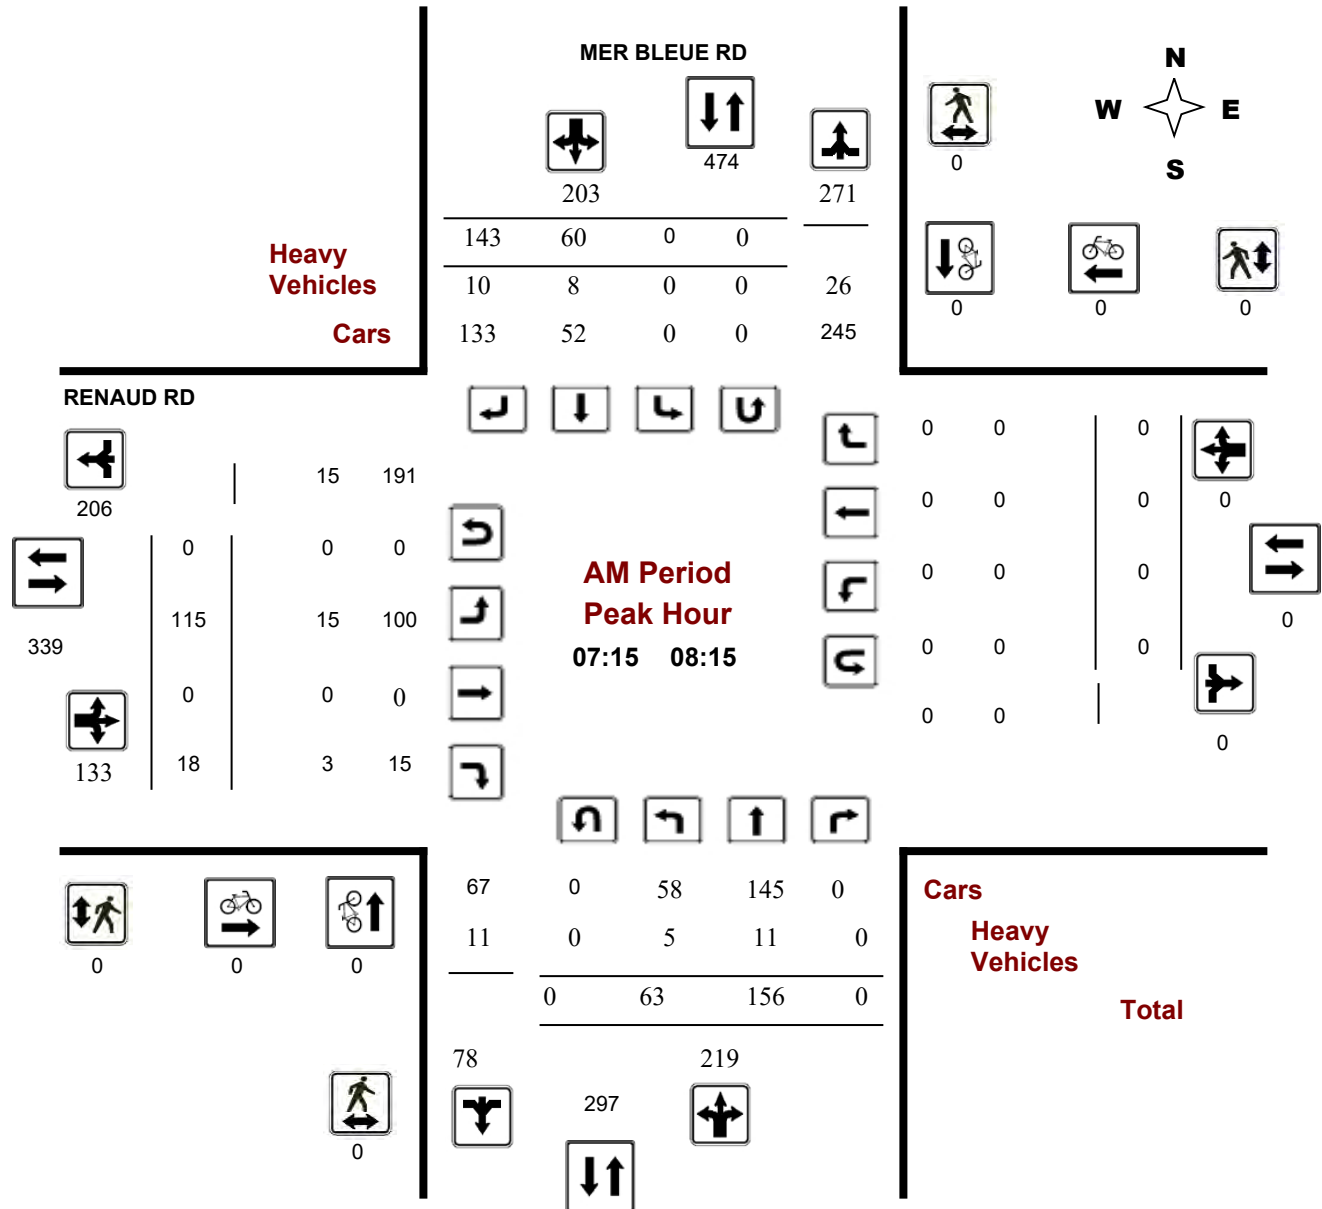 MER BLEUE RD
N
W E
S
474
0
203 271
143 60 0 0
Heavy
Vehicles
10 8 0 0 26
0 0 0
Cars
133 52 0 0 245
RENAUD RD
0 0 0
15 191
206
0 0 0 0
0 0 0
AM Period
Peak Hour
0 0 0
115 15 100
0
339
07:15 08:15
0 0 0
0 0 0
0 0
0
133
18 3 15
67 0 58 145 0
Cars
11 0 5 11 0
Heavy
Vehicles
0 0 0
0 63 156 0
Total
78 219
297
0